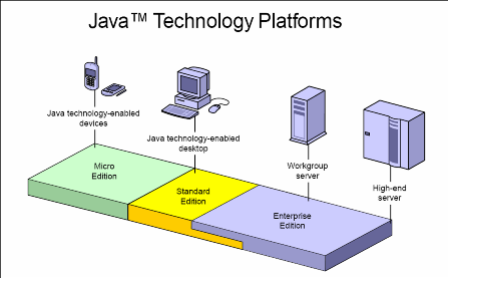 Java™ Technology Platforms
Java technology-enabled
devices
Java technology-enabled
desktop
Workgroup
server
High-end
server
Micro
Edition
Standard
Edition
Enterprise
Edition